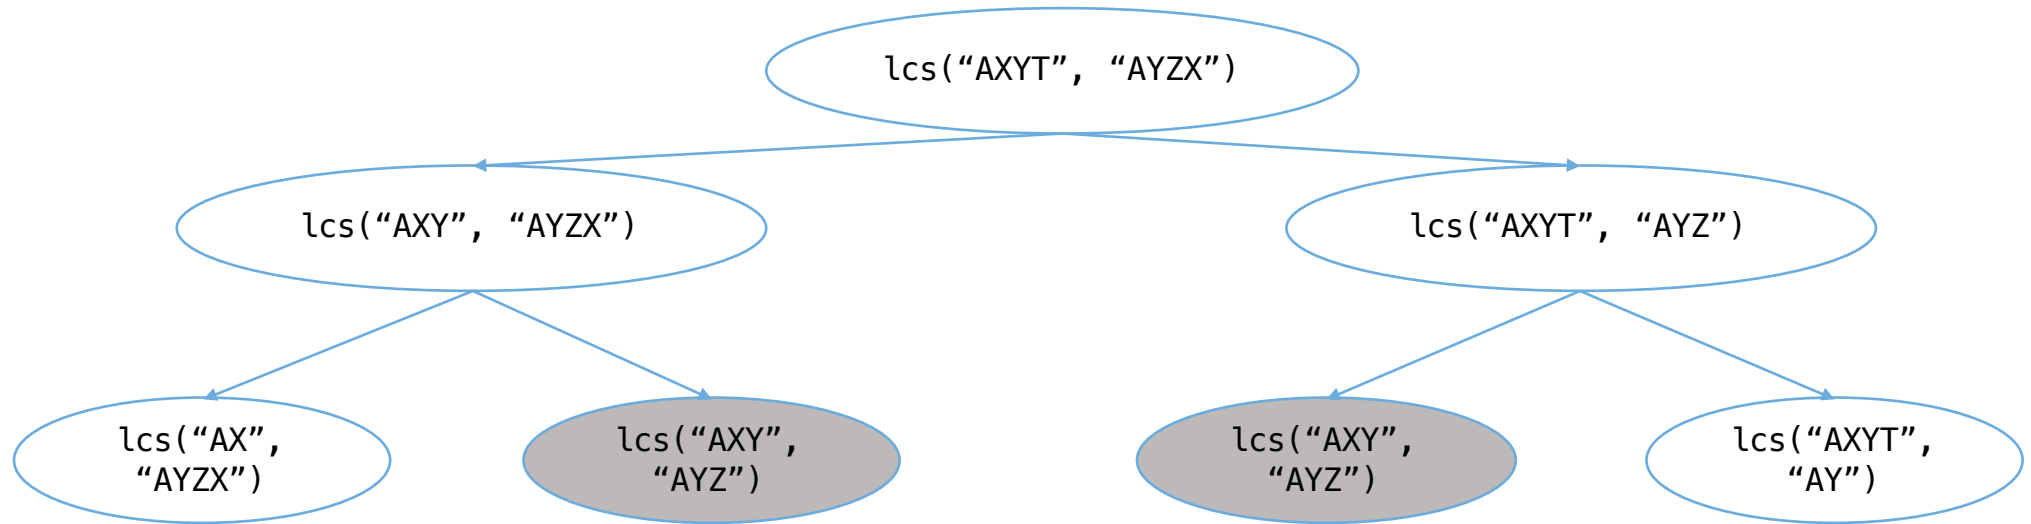 lcs(“AXYT”, “AYZX”)
lcs(“AXY”, “AYZX”)
lcs(“AXYT”, “AYZ”)
lcs(“AX”,
“AYZX”)
lcs(“AXY”,
“AYZ”)
lcs(“AXY”,
“AYZ”)
lcs(“AXYT”,
“AY”)